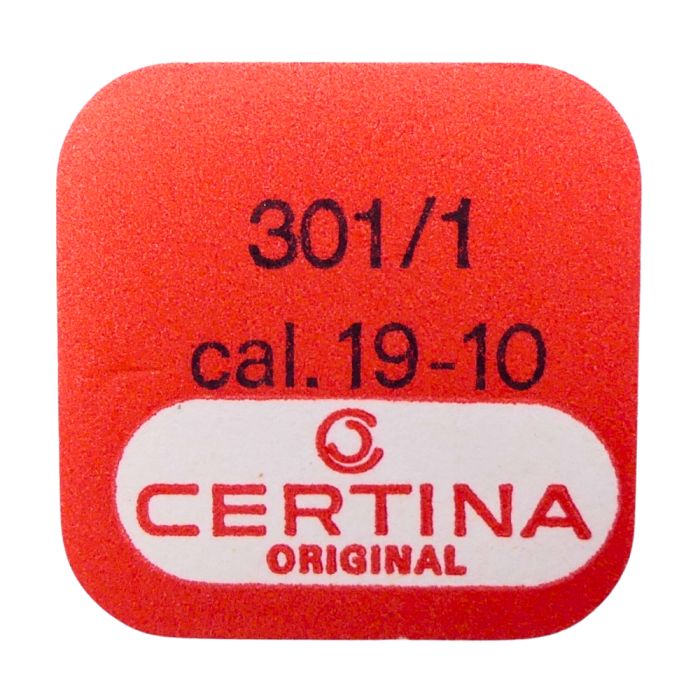 301/1
cal. 19-10
CERTINA
ORIGINAL